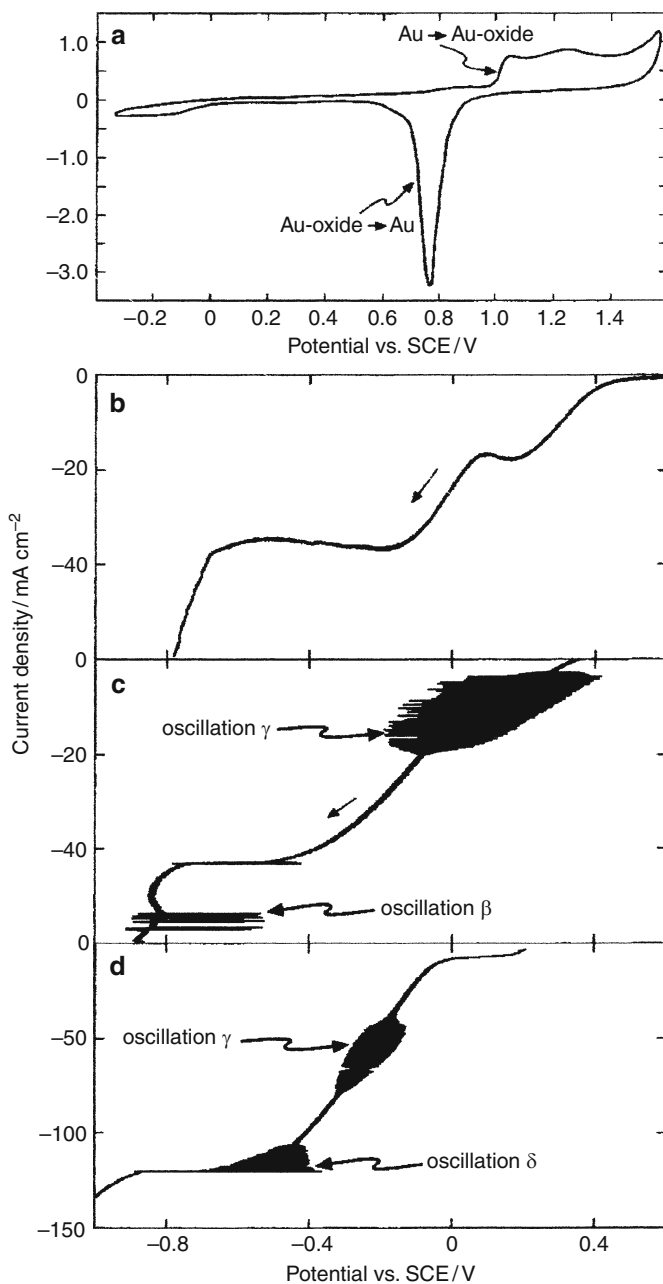 a
Au → Au-oxide
1.0
0
−1.0
−2.0
−3.0
Au-oxide → Au
−0.2 0 0.2 0.4 0.6 0.8 1.0 1.2 1.4
Potential vs. SCE / V
Current density / mA cm−2
b
0
−20
−40
0
c
oscillation γ
−20
−40
oscillation β
0
d
oscillation γ
−50
−100
oscillation δ
−150
−0.8 −0.4 0 0.4
Potential vs. SCE / V